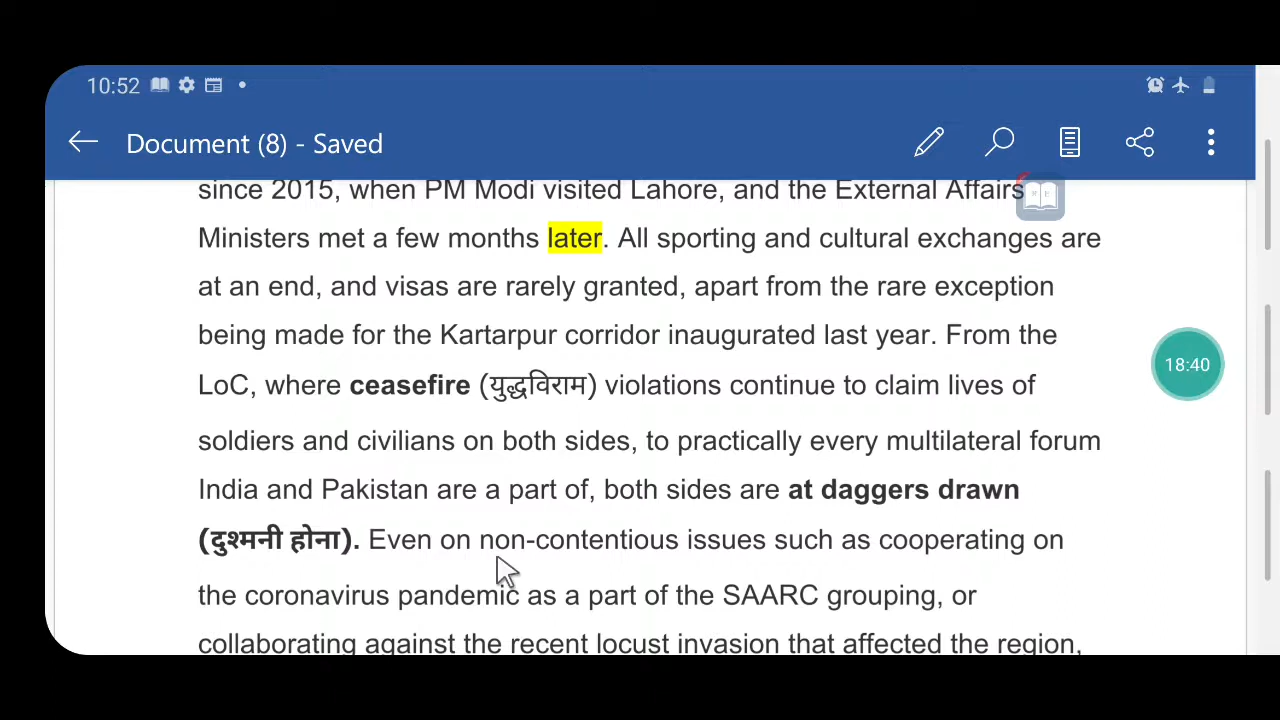 10:52
Document (8) - Saved
since 2015, when PM Modi visited Lahore, and the External Affairs
Ministers met a few months later. All sporting and cultural exchanges are
at an end, and visas are rarely granted, apart from the rare exception
being made for the Kartarpur corridor inaugurated last year. From the
LoC, where ceasefire (युद्धविराम) violations continue to claim lives of
18:40
soldiers and civilians on both sides, to practically every multilateral forum
India and Pakistan are a part of, both sides are at daggers drawn
(दुश्मनी होना). Even on non-contentious issues such as cooperating on
the coronavirus pandemic as a part of the SAARC grouping, or
collaborating against the recent locust invasion that affected the region,